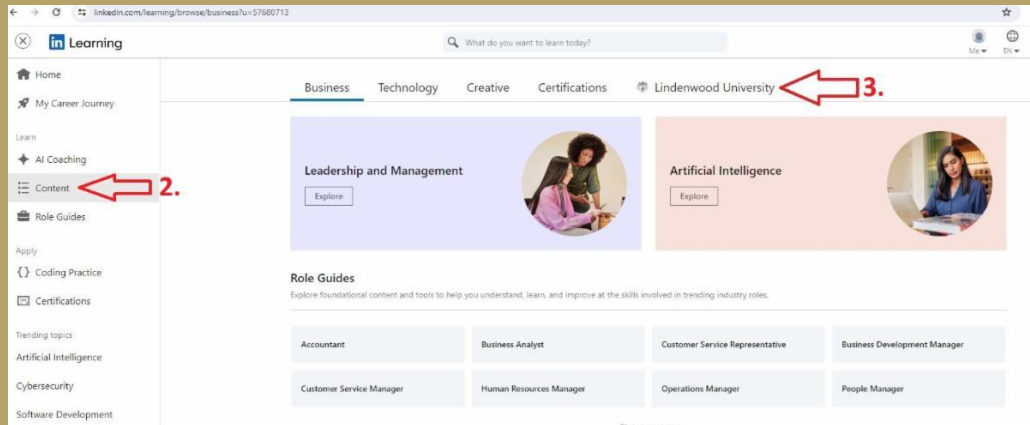 linkedin.com/learning/browse/business?u=57680713
in Learning
What do you want to learn today?
Me
EN
Home
My Career Journey
Learn
AI Coaching
Content
2.
Role Guides
Apply
{} Coding Practice
Certifications
Trending topics
Artificial Intelligence
Cybersecurity
Software Development
Business Technology Creative Certifications Lindenwood University
3.
Leadership and Management
Explore
Artificial Intelligence
Explore
Role Guides
Explore foundational content and tools to help you understand, learn, and improve at the skills involved in trending industry roles.
Accountant
Business Analyst
Customer Service Representative
Business Development Manager
Customer Service Manager
Human Resources Manager
Operations Manager
People Manager